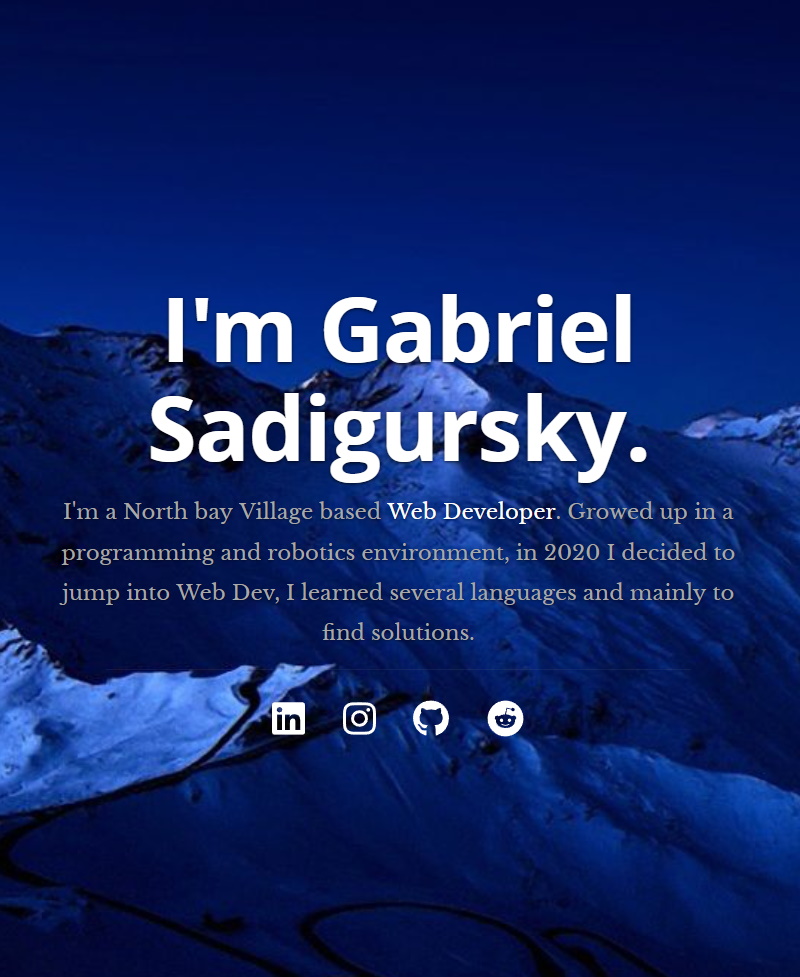 I'm Gabriel
Sadigursky.
I'm a North bay Village based Web Developer. Growed up in a
programming and robotics environment, in 2020 I decided to
jump into Web Dev, I learned several languages and mainly to
find solutions.
in